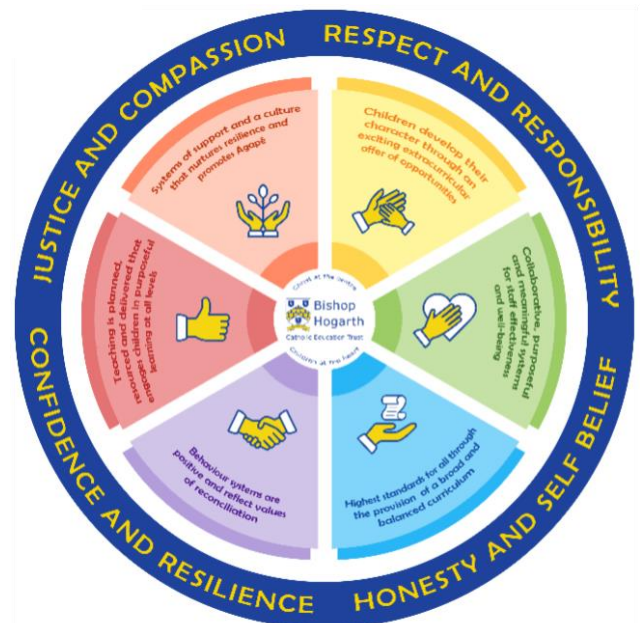 JUSTICE AND COMPASSION
RESPECT AND RESPONSIBILITY
HONESTY AND SELF BELIEF
CONFIDENCE AND RESILIENCE
Systems of support and a culture
that nurtures resilience and
promotes Agapé
Children develop their
character through an
exciting extracurricular
offer of opportunities
Collaborative, purposeful
and meaningful systems
for staff effectiveness
and well-being
Highest standards for all through
the provision of a broad and
balanced curriculum
Behaviour systems are
positive and reflect values
of reconciliation
Teaching is planned,
resourced and delivered that
engages children in purposeful
learning at all levels
Christ at the centre
Bishop
Hogarth
Catholic Education Trust
Children at the heart